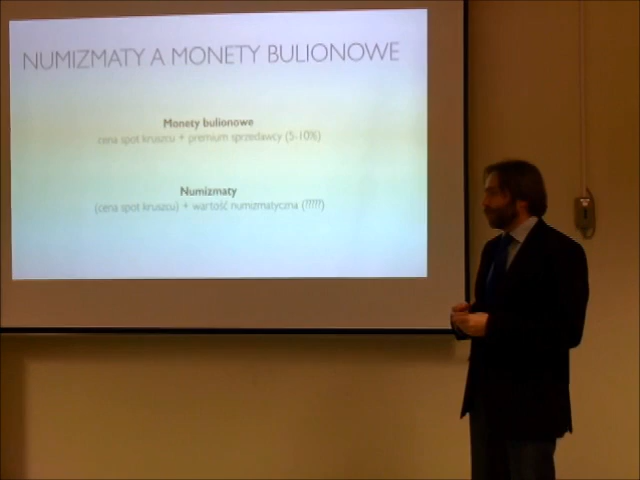 NUMIZMATY A MONETY BULIONOWE
Monety bulionowe
cena spot kruszcu + premium sprzedawcy (5-10%)
Numizmaty
(cena spot kruszcu) + wartość numizmatyczna (?????)